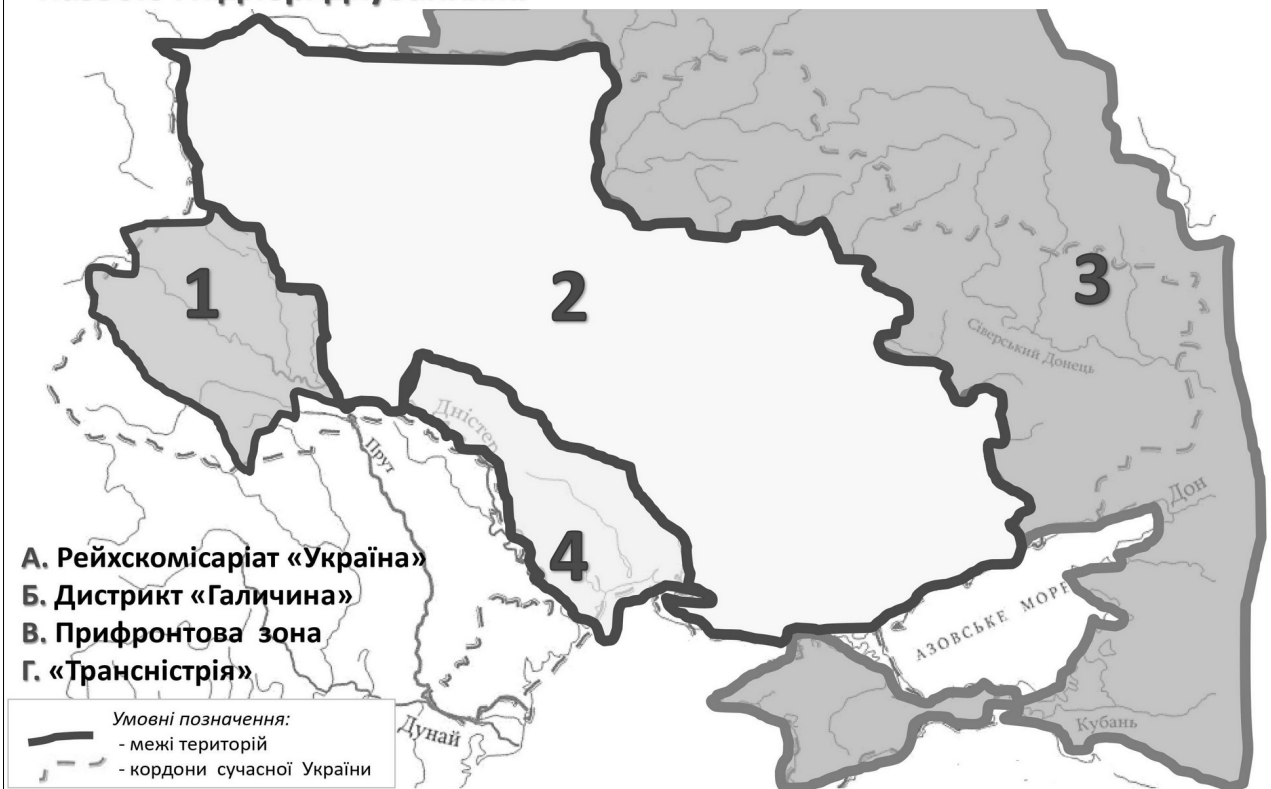 1
2
3
Сіверський Донець
Дністер
Прут
Дон
4
АЗОВСЬКЕ МОРЕ
А. Рейхскомісаріат «Україна»
Б. Дистрикт «Галичина»
В. Прифронтова зона
Г. «Трансністрія»
Кубань
Дунай
Умовні позначення:
- межі територій
- кордони сучасної України